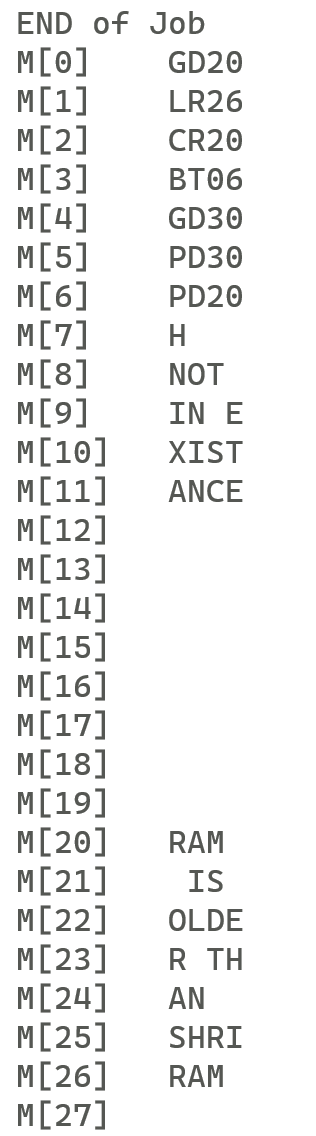 END of Job
M[0]    GD20
M[1]    LR26
M[2]    CR20
M[3]    BT06
M[4]    GD30
M[5]    PD30
M[6]    PD20
M[7]    H
M[8]    NOT
M[9]    IN E
M[10]   XIST
M[11]   ANCE
M[12]
M[13]
M[14]
M[15]
M[16]
M[17]
M[18]
M[19]
M[20]   RAM
M[21]    IS
M[22]   OLDE
M[23]   R TH
M[24]   AN
M[25]   SHRI
M[26]   RAM
M[27]